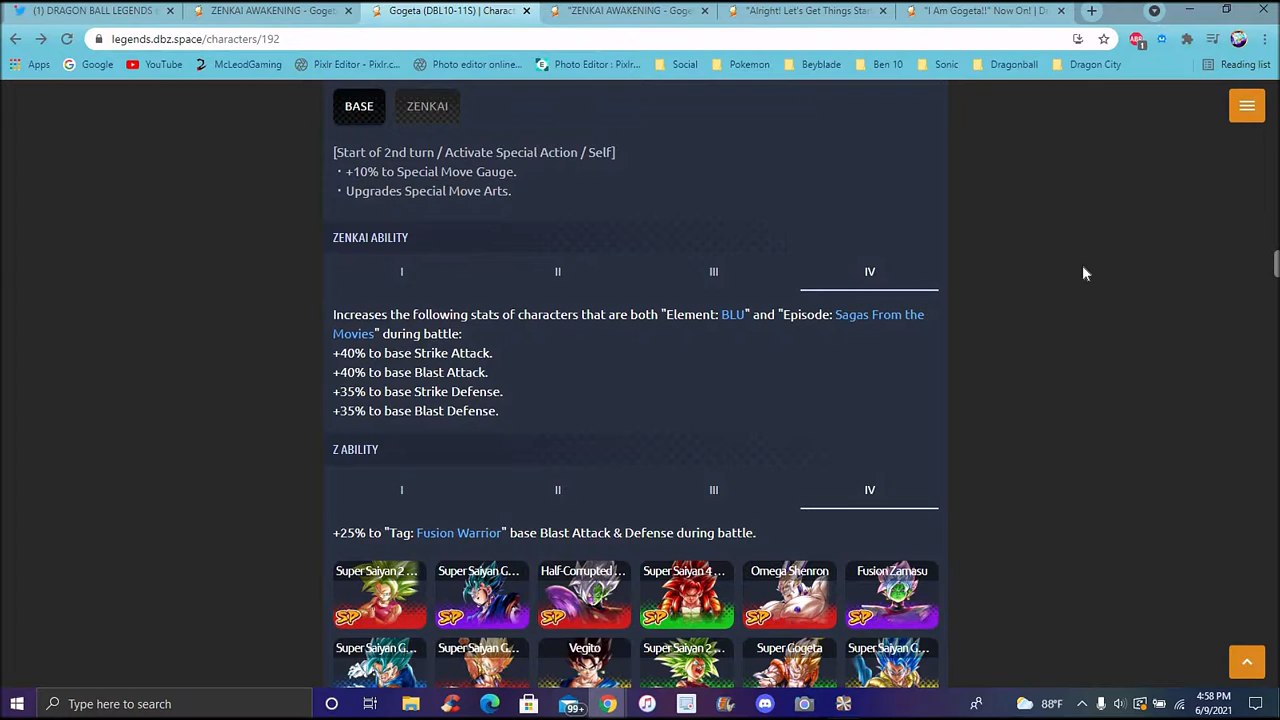 (1) DRAGON BALL LEGENDS
ZENKAI AWAKENING - Goget
Gogeta (DBL10-11S) | Charact
"ZENKAI AWAKENING - Goge
"Alright! Let's Get Things Star
"I Am Gogeta!!" Now On! | D
legends.dbz.space/characters/192
Apps
Google
YouTube
McLeodGaming
Pixlr Editor - Pixlr.c...
Photo editor online...
Photo Editor : Pixlr...
Social
Pokemon
Beyblade
Ben 10
Sonic
Dragonball
Dragon City
Reading list
BASE
ZENKAI
[Start of 2nd turn / Activate Special Action / Self]
・+10% to Special Move Gauge.
・Upgrades Special Move Arts.
ZENKAI ABILITY
I II III IV
Increases the following stats of characters that are both "Element: BLU" and "Episode: Sagas From the
Movies" during battle:
+40% to base Strike Attack.
+40% to base Blast Attack.
+35% to base Strike Defense.
+35% to base Blast Defense.
Z ABILITY
I II III IV
+25% to "Tag: Fusion Warrior" base Blast Attack & Defense during battle.
Super Saiyan 2 ...
Super Saiyan G...
Half-Corrupted ...
Super Saiyan 4 ...
Omega Shenron
Fusion Zamasu
SP SP SP SP SP SP
Super Saiyan G...
Super Saiyan G...
Vegito
Super Saiyan 2 ...
Super Gogeta
Super Saiyan G...
Type here to search
99+
88°F
4:58 PM
6/9/2021